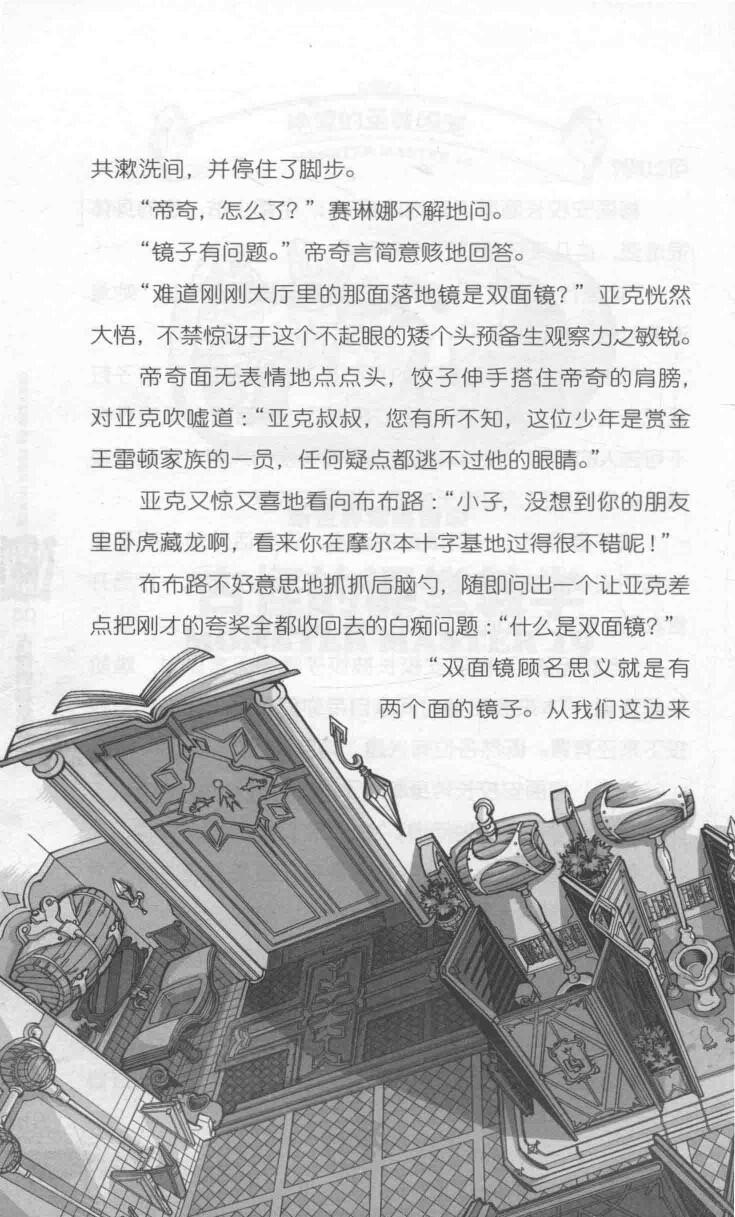 共漱洗间，并停住了脚步。
“帝奇，怎么了？”赛琳娜不解地问。
“镜子有问题。”帝奇言简意赅地回答。
“难道刚刚大厅里的那面落地镜是双面镜？”亚克恍然
大悟，不禁惊讶于这个不起眼的矮个头预备生观察力之敏锐。
帝奇面无表情地点点头，饺子伸手搭住帝奇的肩膀，
对亚克吹嘘道：“亚克叔叔，您有所不知，这位少年是赏金
王雷顿家族的一员，任何疑点都逃不过他的眼睛。”
亚克又惊又喜地看向布布路：“小子，没想到你的朋友
里卧虎藏龙啊，看来你在摩尔本十字基地过得很不错呢！”
布布路不好意思地抓抓后脑勺，随即问出一个让亚克差
点把刚才的夸奖全都收回去的白痴问题：“什么是双面镜？”
“双面镜顾名思义就是有
两个面的镜子。从我们这边来